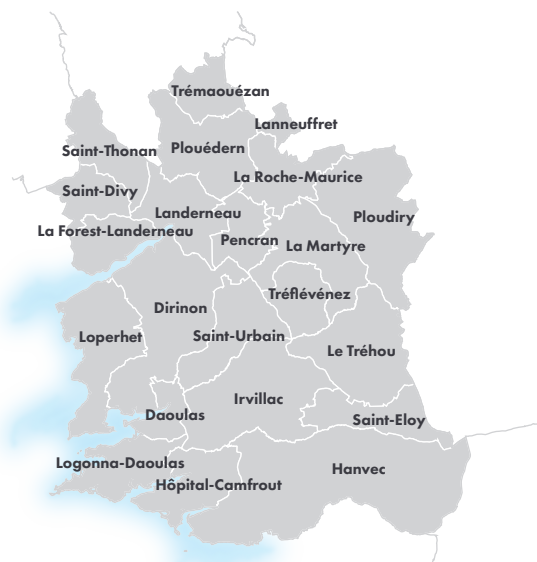 Trémaouézan
Lanneuffret
Saint-Thonan
Plouédern
La Roche-Maurice
Saint-Divy
Landerneau
Ploudiry
La Forest-Landerneau
Pencran
La Martyre
Tréflévénez
Dirinon
Loperhet
Saint-Urbain
Le Tréhou
Irvillac
Daoulas
Saint-Eloy
Logonna-Daoulas
Hanvec
Hôpital-Camfrout